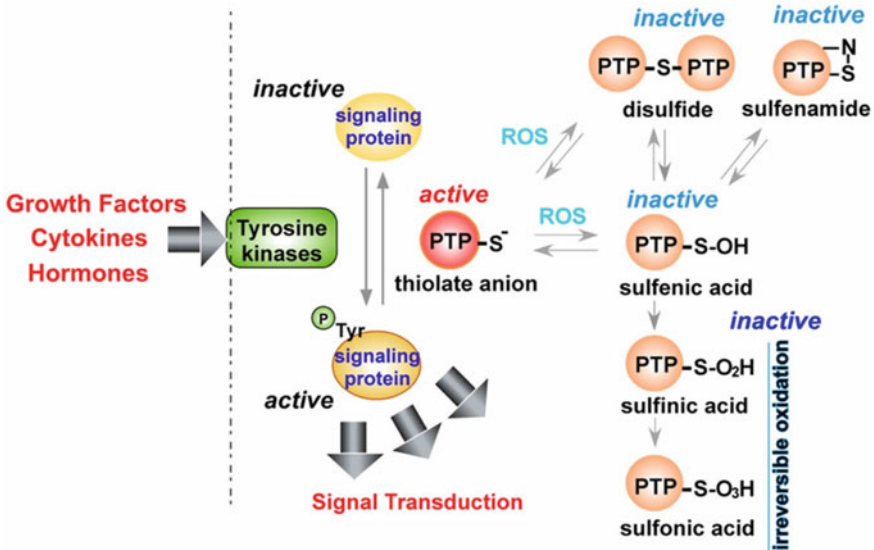 inactive
inactive
PTP-S-PTP
PTP
N
S
disulfide
sulfenamide
inactive
signaling
protein
ROS
Growth Factors
Cytokines
Hormones
Tyrosine
kinases
active
PTP-S-
thiolate anion
ROS
inactive
PTP-S-OH
sulfenic acid
P
Tyr
signaling
protein
active
inactive
PTP-S-O₂H
sulfinic acid
PTP-S-O₃H
sulfonic acid
irreversible oxidation
Signal Transduction